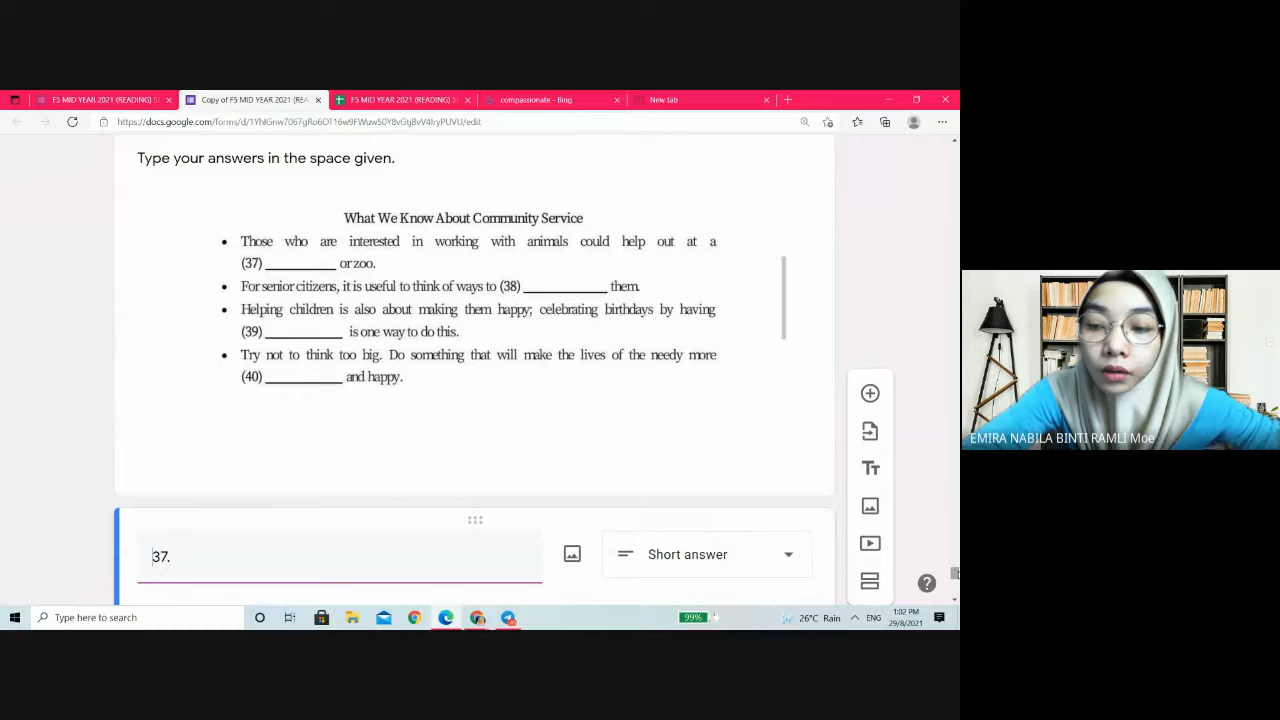 F5 MID YEAR 2021 (READING) S
Copy of F5 MID YEAR 2021 (REA
F5 MID YEAR 2021 (READING) S
compassionate - Bing
New tab
Type your answers in the space given.
What We Know About Community Service
• Those who are interested in working with animals could help out at a
(37) __________ or zoo.
• For senior citizens, it is useful to think of ways to (38) ____________ them.
• Helping children is also about making them happy; celebrating birthdays by having
(39) ___________ is one way to do this.
• Try not to think too big. Do something that will make the lives of the needy more
(40) ___________ and happy.
37.
Short answer
EMIRA NABILA BINTI RAMLI Moe
Type here to search
99%
26°C Rain
ENG
1:02 PM
29/8/2021